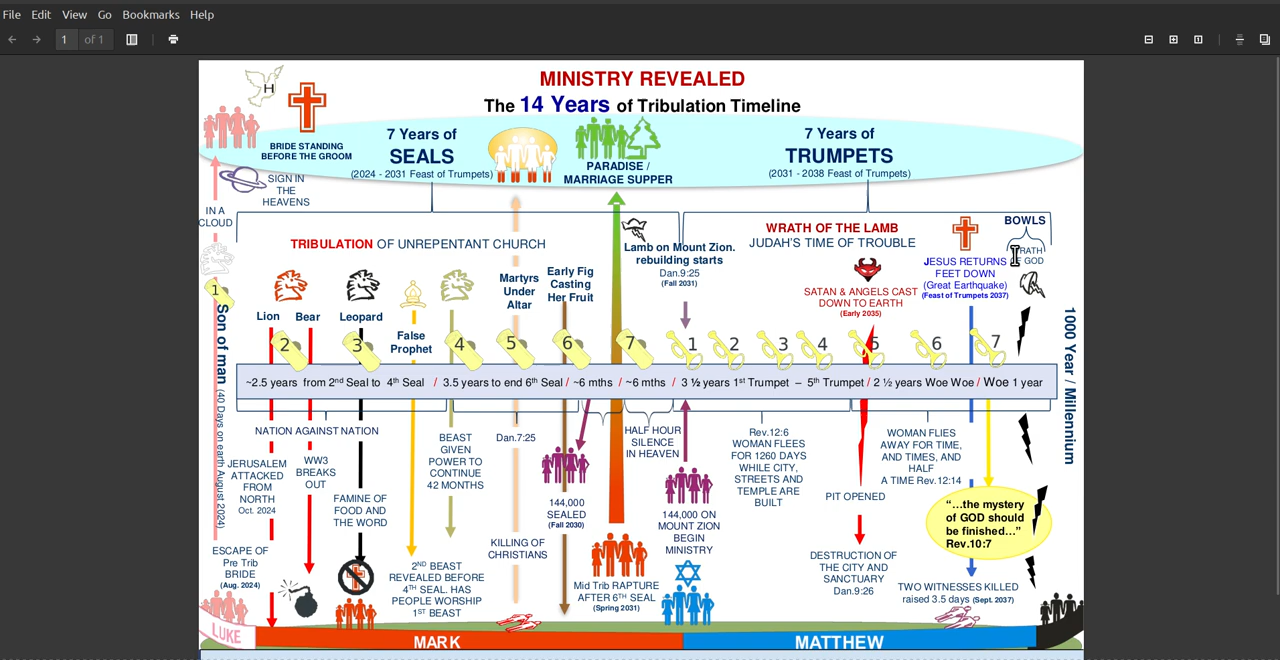 File Edit View Go Bookmarks Help
1 of 1
MINISTRY REVEALED
The 14 Years of Tribulation Timeline
H
BRIDE STANDING
BEFORE THE GROOM
7 Years of
SEALS
(2024 - 2031 Feast of Trumpets)
PARADISE /
MARRIAGE SUPPER
7 Years of
TRUMPETS
(2031 - 2038 Feast of Trumpets)
SIGN IN
THE
HEAVENS
IN A
CLOUD
TRIBULATION OF UNREPENTANT CHURCH
Lamb on Mount Zion.
rebuilding starts
Dan.9:25
(Fall 2031)
WRATH OF THE LAMB
JUDAH'S TIME OF TROUBLE
BOWLS
GOD
JESUS RETURNS
FEET DOWN
(Great Earthquake)
(Feast of Trumpets 2037)
SATAN & ANGELS CAST
DOWN TO EARTH
(Early 2035)
Martyrs
Under
Altar
Early Fig
Casting
Her Fruit
Lion
Bear
Leopard
False
Prophet
1
2
3
4
5
6
7
1
2
3
4
5
6
7
Son of man (40 Days on earth August 2024)
1000 Year / Millennium
~2.5 years from 2nd Seal to 4th Seal / 3.5 years to end 6th Seal / ~6 mths / ~6 mths / 3 ½ years 1st Trumpet – 5th Trumpet / 2 ½ years Woe Woe / Woe 1 year
NATION AGAINST NATION
JERUSALEM
ATTACKED
FROM
NORTH
Oct. 2024
WW3
BREAKS
OUT
FAMINE OF
FOOD AND
THE WORD
BEAST
GIVEN
POWER TO
CONTINUE
42 MONTHS
Dan.7:25
HALF HOUR
SILENCE
IN HEAVEN
Rev.12:6
WOMAN FLEES
FOR 1260 DAYS
WHILE CITY,
STREETS AND
TEMPLE ARE
BUILT
WOMAN FLIES
AWAY FOR TIME,
AND TIMES, AND
HALF
A TIME Rev.12:14
PIT OPENED
"…the mystery
of GOD should
be finished…"
Rev.10:7
144,000
SEALED
(Fall 2030)
144,000 ON
MOUNT ZION
BEGIN
MINISTRY
KILLING OF
CHRISTIANS
ESCAPE OF
Pre Trib
BRIDE
(Aug. 2024)
2ND BEAST
REVEALED BEFORE
4TH SEAL. HAS
PEOPLE WORSHIP
1ST BEAST
Mid Trib RAPTURE
AFTER 6TH SEAL
(Spring 2031)
DESTRUCTION OF
THE CITY AND
SANCTUARY
Dan.9:26
TWO WITNESSES KILLED
raised 3.5 days (Sept. 2037)
LUKE
MARK
MATTHEW